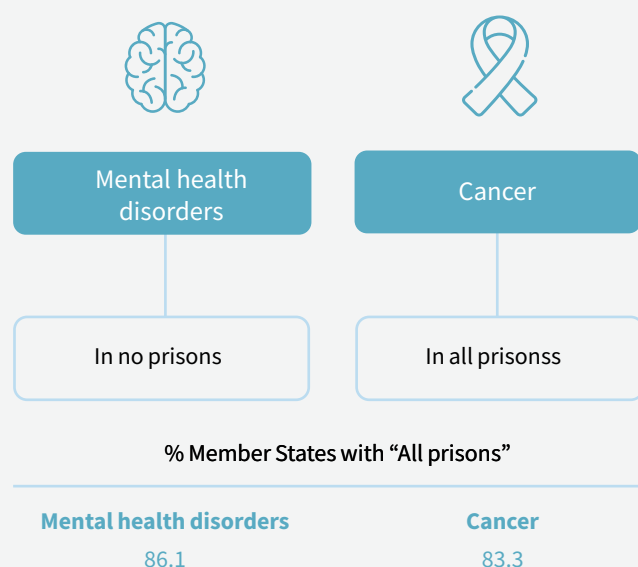 Mental health
disorders
Cancer
In no prisons
In all prisonss
% Member States with “All prisons”
Mental health disorders
Cancer
86.1
83.3